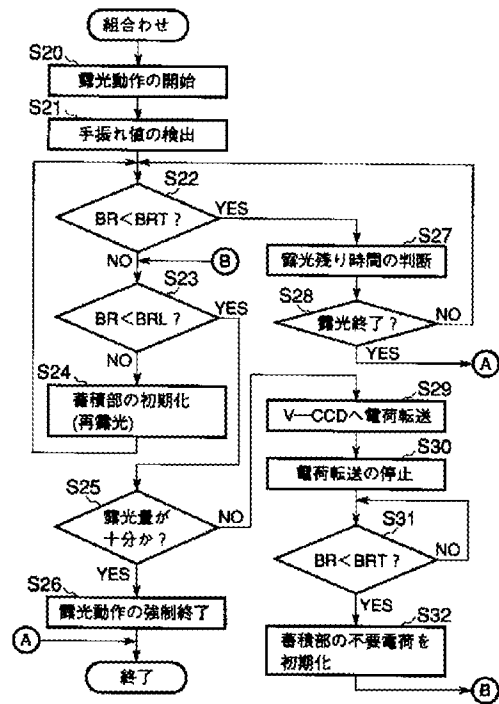 組合わせ
S20
露光動作の開始
S21
手振れ値の検出
S22
BR<BRT?
YES
NO
B
S23
BR<BRL?
YES
NO
S24
蓄積部の初期化
(再露光)
S25
露光量が
十分か?
NO
YES
S26
露光動作の強制終了
A
終了
S27
露光残り時間の判断
S28
露光終了?
NO
YES
A
S29
V-CCDへ電荷転送
S30
電荷転送の停止
S31
BR<BRT?
NO
YES
S32
蓄積部の不要電荷を
初期化
B